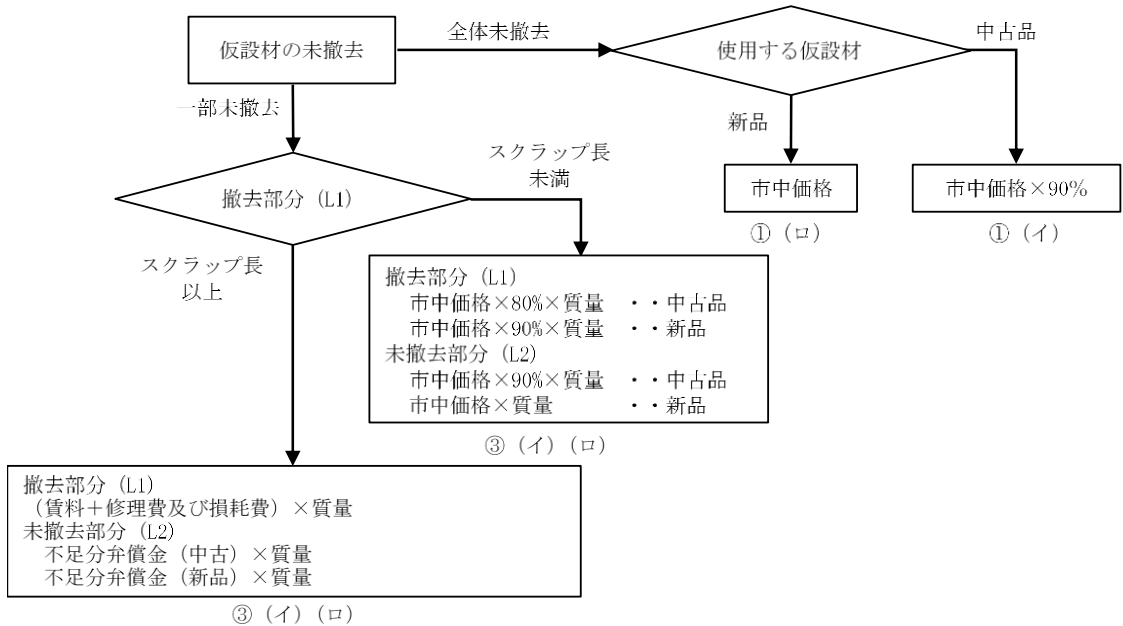 仮設材の未撤去
全体未撤去
使用する仮設材
中古品
一部未撤去
新品
市中価格
①（ロ）
市中価格×90%
①（イ）
撤去部分（L1）
スクラップ長
未満
スクラップ長
以上
撤去部分（L1）
市中価格×80%×質量　・・中古品
市中価格×90%×質量　・・新品
未撤去部分（L2）
市中価格×90%×質量　・・中古品
市中価格×質量　・・新品
③（イ）（ロ）
撤去部分（L1）
（賃料＋修理費及び損耗費）×質量
未撤去部分（L2）
不足分弁償金（中古）×質量
不足分弁償金（新品）×質量
③（イ）（ロ）